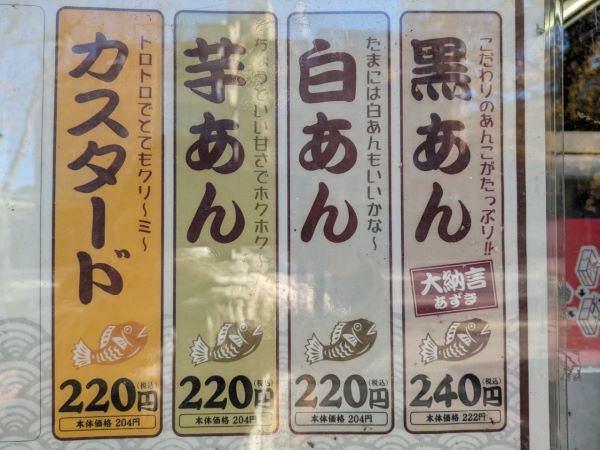 こだわりのあんこがたっぷり!!
黒あん
大納言
あずき
240円
(税込)
本体価格 222円
たまには白あんもいいかな～
白あん
220円
(税込)
本体価格 204円
ちょうどいい甘さでホクホク～
芋あん
220円
(税込)
本体価格 204円
トロトロでとてもクリ～ミ～
カスタード
220円
(税込)
本体価格 204円